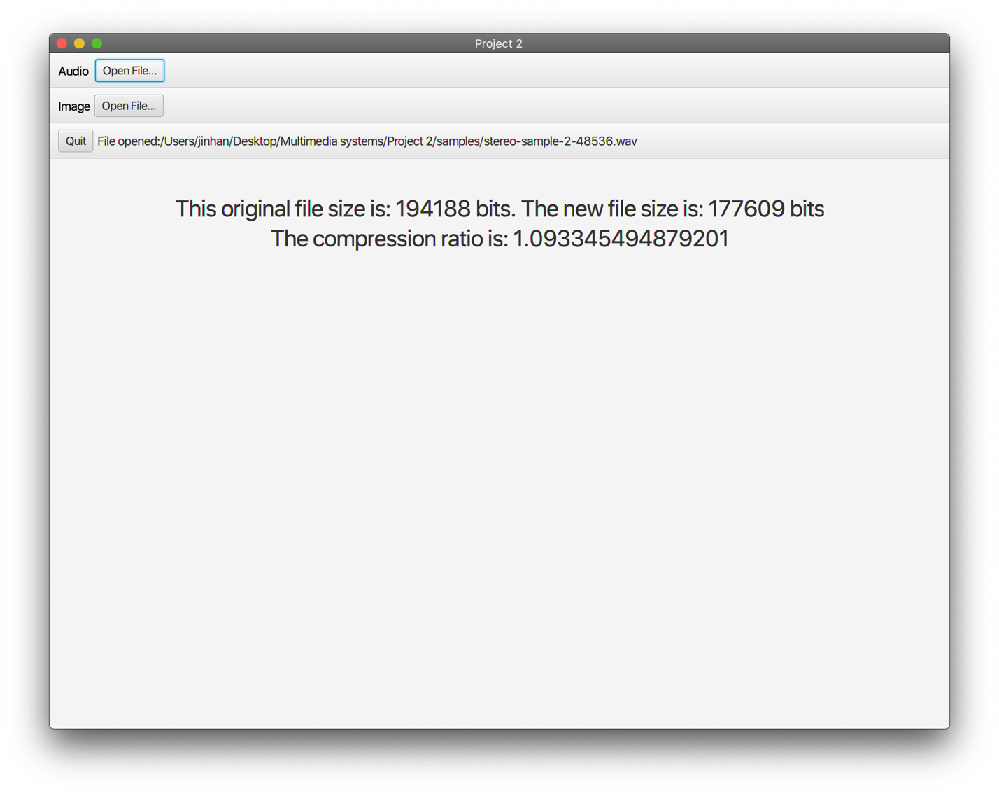 Project 2
Audio Open File...
Image Open File...
Quit File opened:/Users/jinhan/Desktop/Multimedia systems/Project 2/samples/stereo-sample-2-48536.wav
This original file size is: 194188 bits. The new file size is: 177609 bits
The compression ratio is: 1.093345494879201